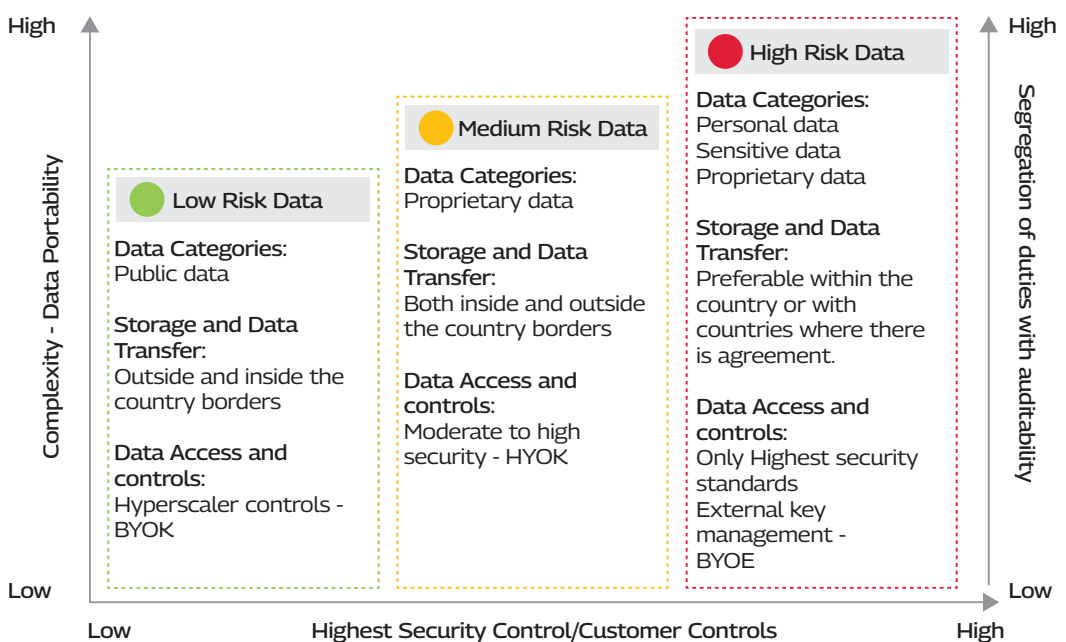 High
Complexity - Data Portability
Low
Low Risk Data
Data Categories:
Public data
Storage and Data
Transfer:
Outside and inside the
country borders
Data Access and
controls:
Hyperscaler controls -
BYOK
Medium Risk Data
Data Categories:
Proprietary data
Storage and Data
Transfer:
Both inside and outside
the country borders
Data Access and
controls:
Moderate to high
security - HYOK
High Risk Data
Data Categories:
Personal data
Sensitive data
Proprietary data
Storage and Data
Transfer:
Preferable within the
country or with
countries where there
is agreement.
Data Access and
controls:
Only Highest security
standards
External key
management -
BYOE
High
Segregation of duties with auditability
Low
Low
Highest Security Control/Customer Controls
High